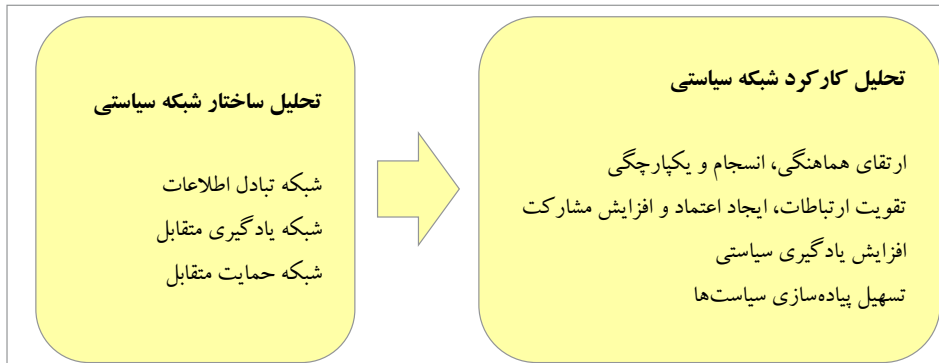 تحلیل ساختار شبکه سیاستی
شبکه تبادل اطلاعات
شبکه یادگیری متقابل
شبکه حمایت متقابل
تحلیل کارکرد شبکه سیاستی
ارتقای هماهنگی، انسجام و یکپارچگی
تقویت ارتباطات، ایجاد اعتماد و افزایش مشارکت
افزایش یادگیری سیاستی
تسهیل پیاده‌سازی سیاست‌ها